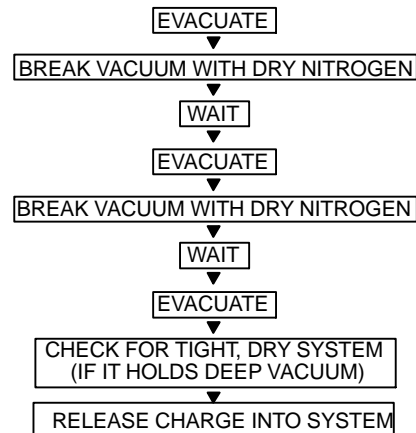 EVACUATE
BREAK VACUUM WITH DRY NITROGEN
WAIT
EVACUATE
BREAK VACUUM WITH DRY NITROGEN
WAIT
EVACUATE
CHECK FOR TIGHT, DRY SYSTEM
(IF IT HOLDS DEEP VACUUM)
RELEASE CHARGE INTO SYSTEM